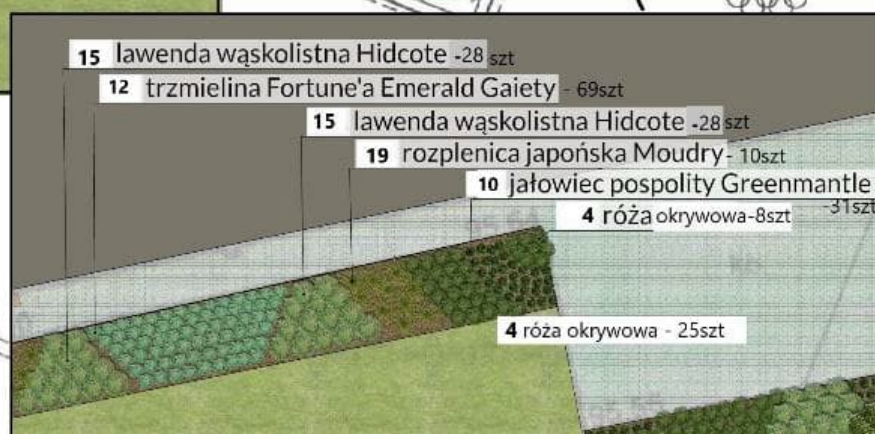 15 lawenda wąskolistna Hidcote -28 szt
12 trzmielina Fortune'a Emerald Gaiety - 69szt
15 lawenda wąskolistna Hidcote -28 szt
19 rozplenica japońska Moudry- 10szt
10 jałowiec pospolity Greenmantle
-31szt
4 róża okrywowa-8szt
4 róża okrywowa - 25szt